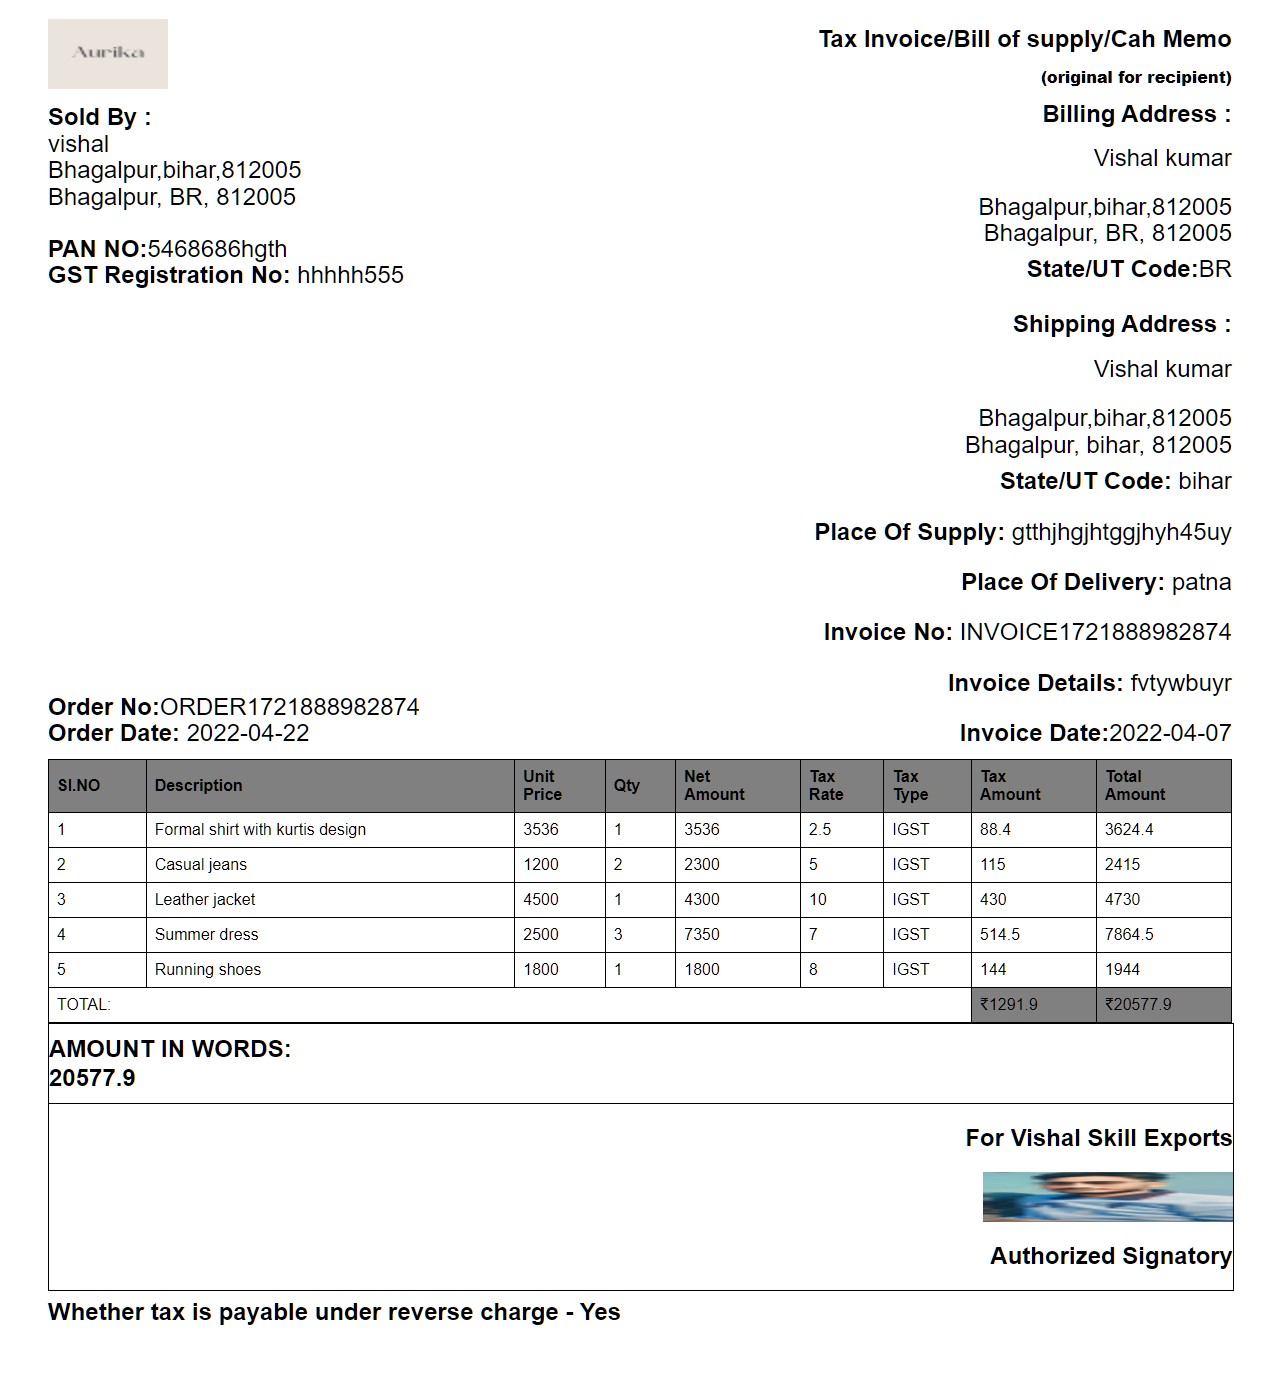 Aurika
Tax Invoice/Bill of supply/Cah Memo
(original for recipient)
Sold By :
vishal
Bhagalpur,bihar,812005
Bhagalpur, BR, 812005
PAN NO:5468686hgth
GST Registration No: hhhhh555
Billing Address :
Vishal kumar
Bhagalpur,bihar,812005
Bhagalpur, BR, 812005
State/UT Code:BR
Shipping Address :
Vishal kumar
Bhagalpur,bihar,812005
Bhagalpur, bihar, 812005
State/UT Code: bihar
Place Of Supply: gtthjhgjhtggjhyh45uy
Place Of Delivery: patna
Invoice No: INVOICE1721888982874
Invoice Details: fvtywbuyr
Invoice Date:2022-04-07
Order No:ORDER1721888982874
Order Date: 2022-04-22
SI.NO Description Unit Price Qty Net Amount Tax Rate Tax Type Tax Amount Total Amount
1 Formal shirt with kurtis design 3536 1 3536 2.5 IGST 88.4 3624.4
2 Casual jeans 1200 2 2300 5 IGST 115 2415
3 Leather jacket 4500 1 4300 10 IGST 430 4730
4 Summer dress 2500 3 7350 7 IGST 514.5 7864.5
5 Running shoes 1800 1 1800 8 IGST 144 1944
TOTAL: ₹1291.9 ₹20577.9
AMOUNT IN WORDS:
20577.9
For Vishal Skill Exports
Authorized Signatory
Whether tax is payable under reverse charge - Yes